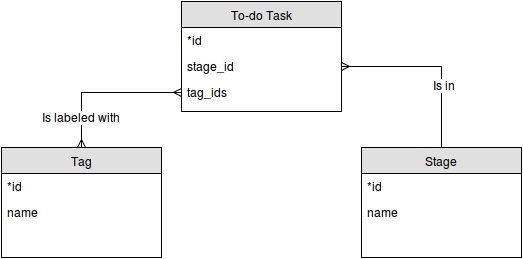 To-do Task
*id
stage_id
tag_ids
Is in
Is labeled with
Tag
*id
name
Stage
*id
name